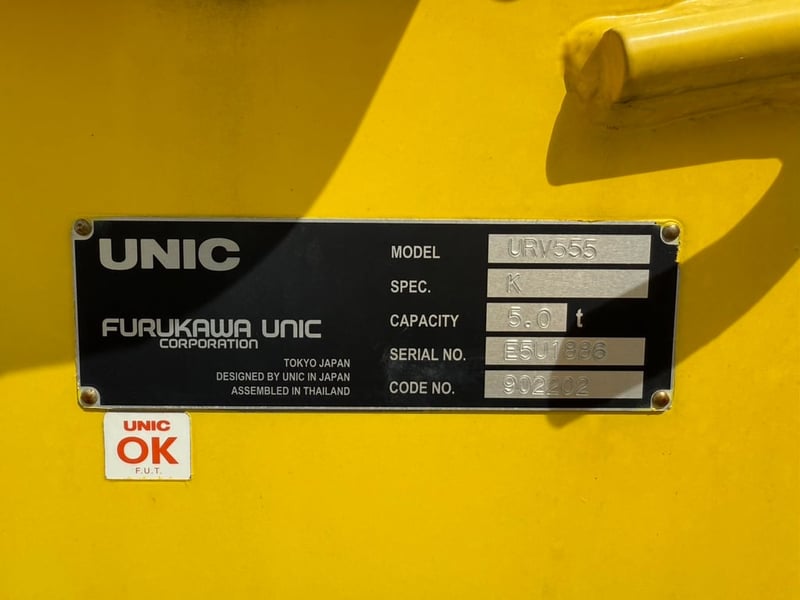 UNIC
FURUKAWA UNIC
CORPORATION
TOKYO JAPAN
DESIGNED BY UNIC IN JAPAN
ASSEMBLED IN THAILAND
MODEL URV555
SPEC. K
CAPACITY 5.0 t
SERIAL NO. E5U1886
CODE NO. 902202
UNIC
OK
F.U.T.